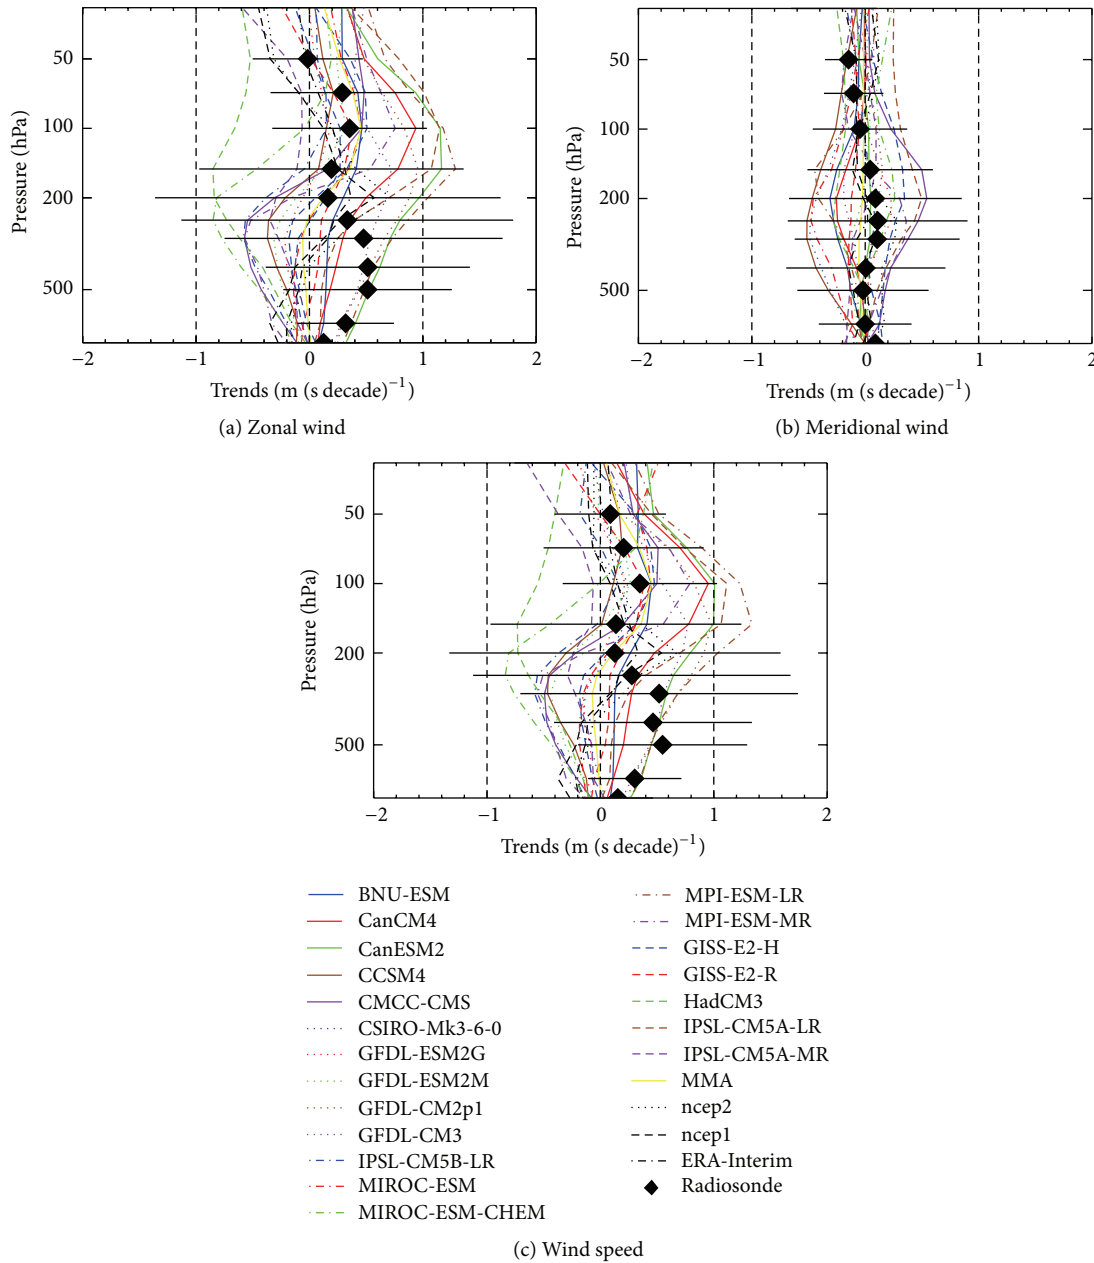 50
100
200
500
Pressure (hPa)
−2
−1
0
1
2
Trends (m (s decade)−1
(a) Zonal wind
50
100
200
500
Pressure (hPa)
−2
−1
0
1
2
Trends (m (s decade)−1
(b) Meridional wind
50
100
200
500
Pressure (hPa)
−2
−1
0
1
2
Trends (m (s decade)−1
BNU-ESM
CanCM4
CanESM2
CCSM4
CMCC-CMS
CSIRO-Mk3-6-0
GFDL-ESM2G
GFDL-ESM2M
GFDL-CM2p1
GFDL-CM3
IPSL-CM5B-LR
MIROC-ESM
MIROC-ESM-CHEM
MPI-ESM-LR
MPI-ESM-MR
GISS-E2-H
GISS-E2-R
HadCM3
IPSL-CM5A-LR
IPSL-CM5A-MR
MMA
ncep2
ncep1
ERA-Interim
Radiosonde
(c) Wind speed